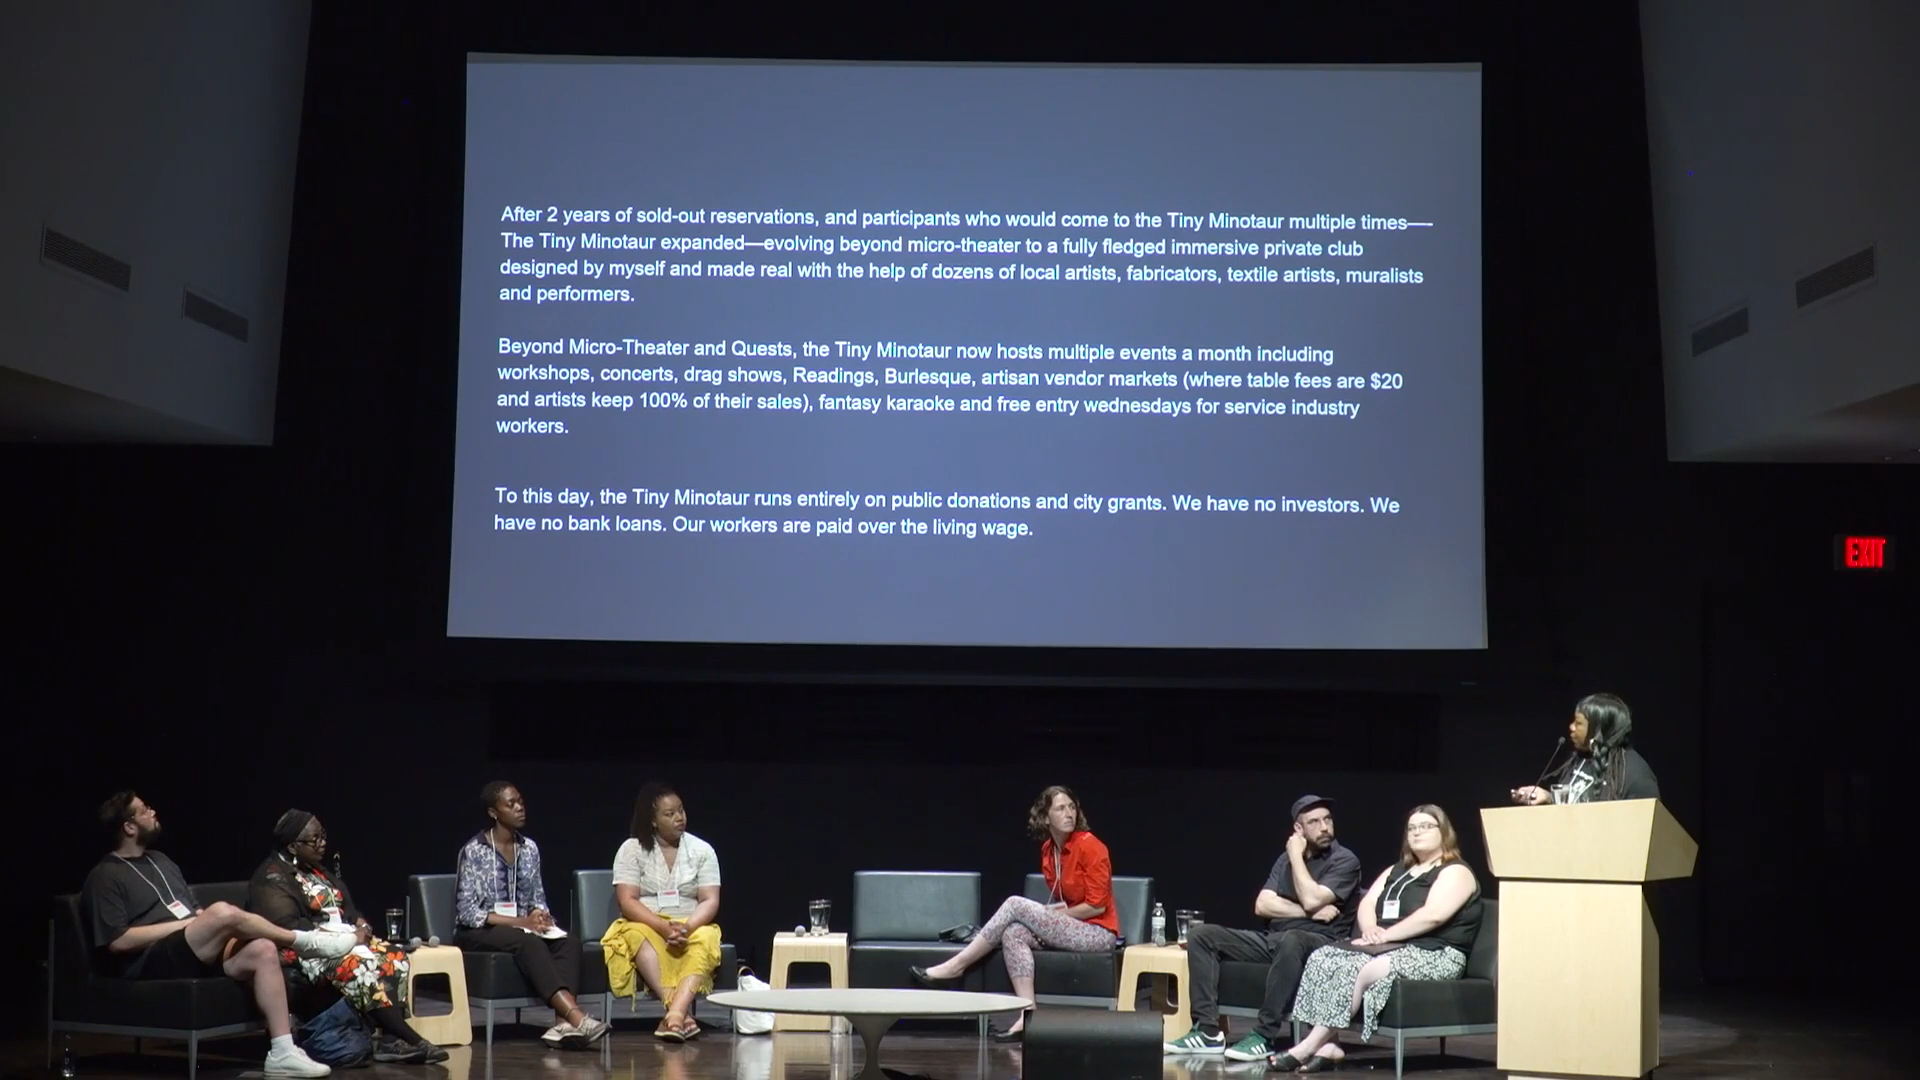 After 2 years of sold-out reservations, and participants who would come to the Tiny Minotaur multiple times—-
The Tiny Minotaur expanded—evolving beyond micro-theater to a fully fledged immersive private club
designed by myself and made real with the help of dozens of local artists, fabricators, textile artists, muralists
and performers.
Beyond Micro-Theater and Quests, the Tiny Minotaur now hosts multiple events a month including
workshops, concerts, drag shows, Readings, Burlesque, artisan vendor markets (where table fees are $20
and artists keep 100% of their sales), fantasy karaoke and free entry wednesdays for service industry
workers.
To this day, the Tiny Minotaur runs entirely on public donations and city grants. We have no investors. We
have no bank loans. Our workers are paid over the living wage.
EXIT